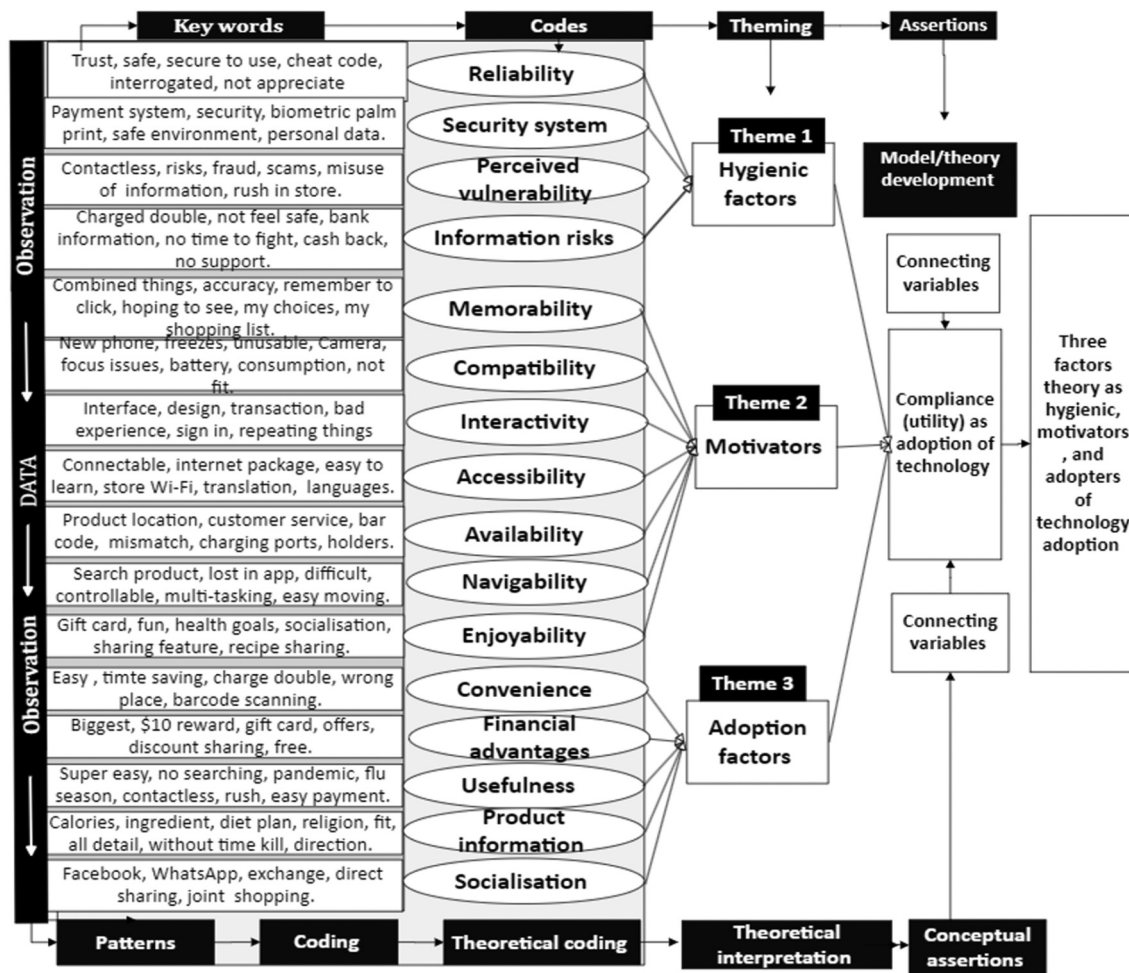 Key words
Codes
Theming
Assertions
Observation
DATA
Observation
Trust, safe, secure to use, cheat code,
interrogated, not appreciate
Reliability
Payment system, security, biometric palm
print, safe environment, personal data.
Security system
Contactless, risks, fraud, scams, misuse
of information, rush in store.
Perceived
vulnerability
Charged double, not feel safe, bank
information, no time to fight, cash back,
no support.
Information risks
Combined things, accuracy, remember to
click, hoping to see, my choices, my
shopping list.
Memorability
New phone, freezes, unusable, Camera,
focus issues, battery, consumption, not
fit.
Compatibility
Interface, design, transaction, bad
experience, sign in, repeating things
Interactivity
Connectable, internet package, easy to
learn, store Wi-Fi, translation, languages.
Accessibility
Product location, customer service, bar
code, mismatch, charging ports, holders.
Availability
Search product, lost in app, difficult,
controllable, multi-tasking, easy moving.
Navigability
Gift card, fun, health goals, socialisation,
sharing feature, recipe sharing.
Enjoyability
Easy , timte saving, charge double, wrong
place, barcode scanning.
Convenience
Biggest, $10 reward, gift card, offers,
discount sharing, free.
Financial
advantages
Super easy, no searching, pandemic, flu
season, contactless, rush, easy payment.
Usefulness
Calories, ingredient, diet plan, religion, fit,
all detail, without time kill, direction.
Product
information
Facebook, WhatsApp, exchange, direct
sharing, joint shopping.
Socialisation
Theme 1
Hygienic
factors
Theme 2
Motivators
Theme 3
Adoption
factors
Model/theory
development
Connecting
variables
Compliance
(utility) as
adoption of
technology
Connecting
variables
Three
factors
theory as
hygienic,
motivators
, and
adopters
of
technology
adoption
Patterns
Coding
Theoretical coding
Theoretical
interpretation
Conceptual
assertions